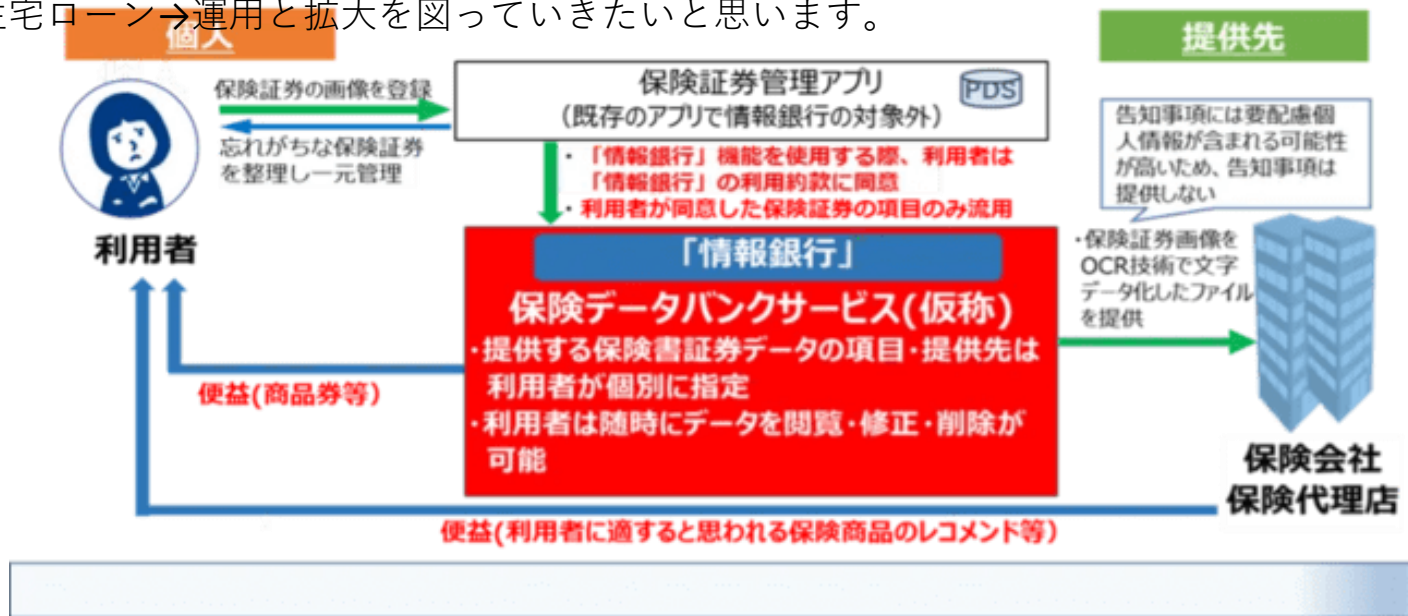 住宅ローン→運用と拡大を図っていきたいと思います。
個人
提供先
保険証券の画像を登録
忘れがちな保険証券
を整理し一元管理
利用者
保険証券管理アプリ
(既存のアプリで情報銀行の対象外)
PDS
・「情報銀行」機能を使用する際、利用者は
「情報銀行」の利用約款に同意
・利用者が同意した保険証券の項目のみ流用
告知事項には要配慮個
人情報が含まれる可能性
が高いため、告知事項は
提供しない
「情報銀行」
保険データバンクサービス(仮称)
・提供する保険書証券データの項目・提供先は
利用者が個別に指定
・利用者は随時にデータを閲覧・修正・削除が
可能
・保険証券画像を
OCR技術で文字
データ化したファイル
を提供
保険会社
保険代理店
便益(商品券等)
便益(利用者に適すると思われる保険商品のレコメンド等)